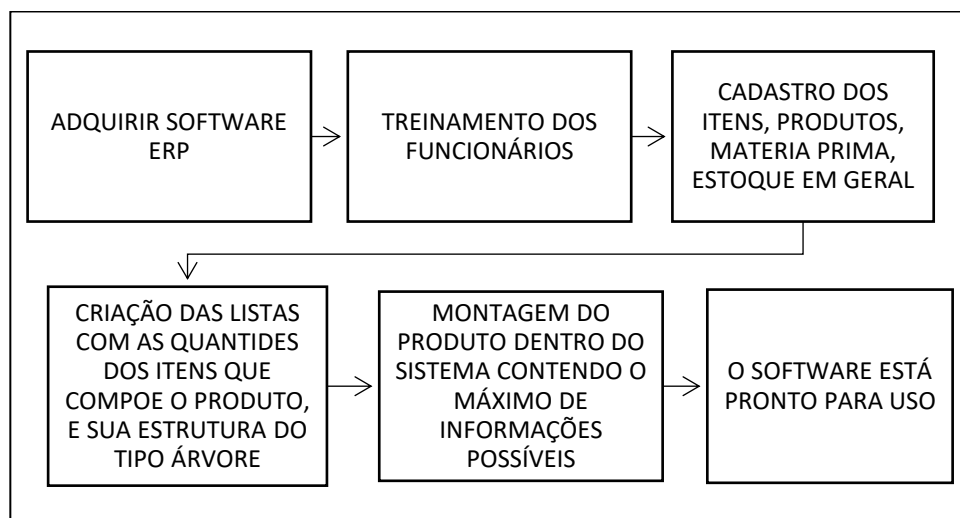 ADQUIRIR SOFTWARE
ERP
TREINAMENTO DOS
FUNCIONÁRIOS
CADASTRO DOS
ITENS, PRODUTOS,
MATERIA PRIMA,
ESTOQUE EM GERAL
CRIAÇÃO DAS LISTAS
COM AS QUANTIDES
DOS ITENS QUE
COMPOE O PRODUTO,
E SUA ESTRUTURA DO
TIPO ÁRVORE
MONTAGEM DO
PRODUTO DENTRO DO
SISTEMA CONTENDO O
MÁXIMO DE
INFORMAÇÕES
POSSÍVEIS
O SOFTWARE ESTÁ
PRONTO PARA USO